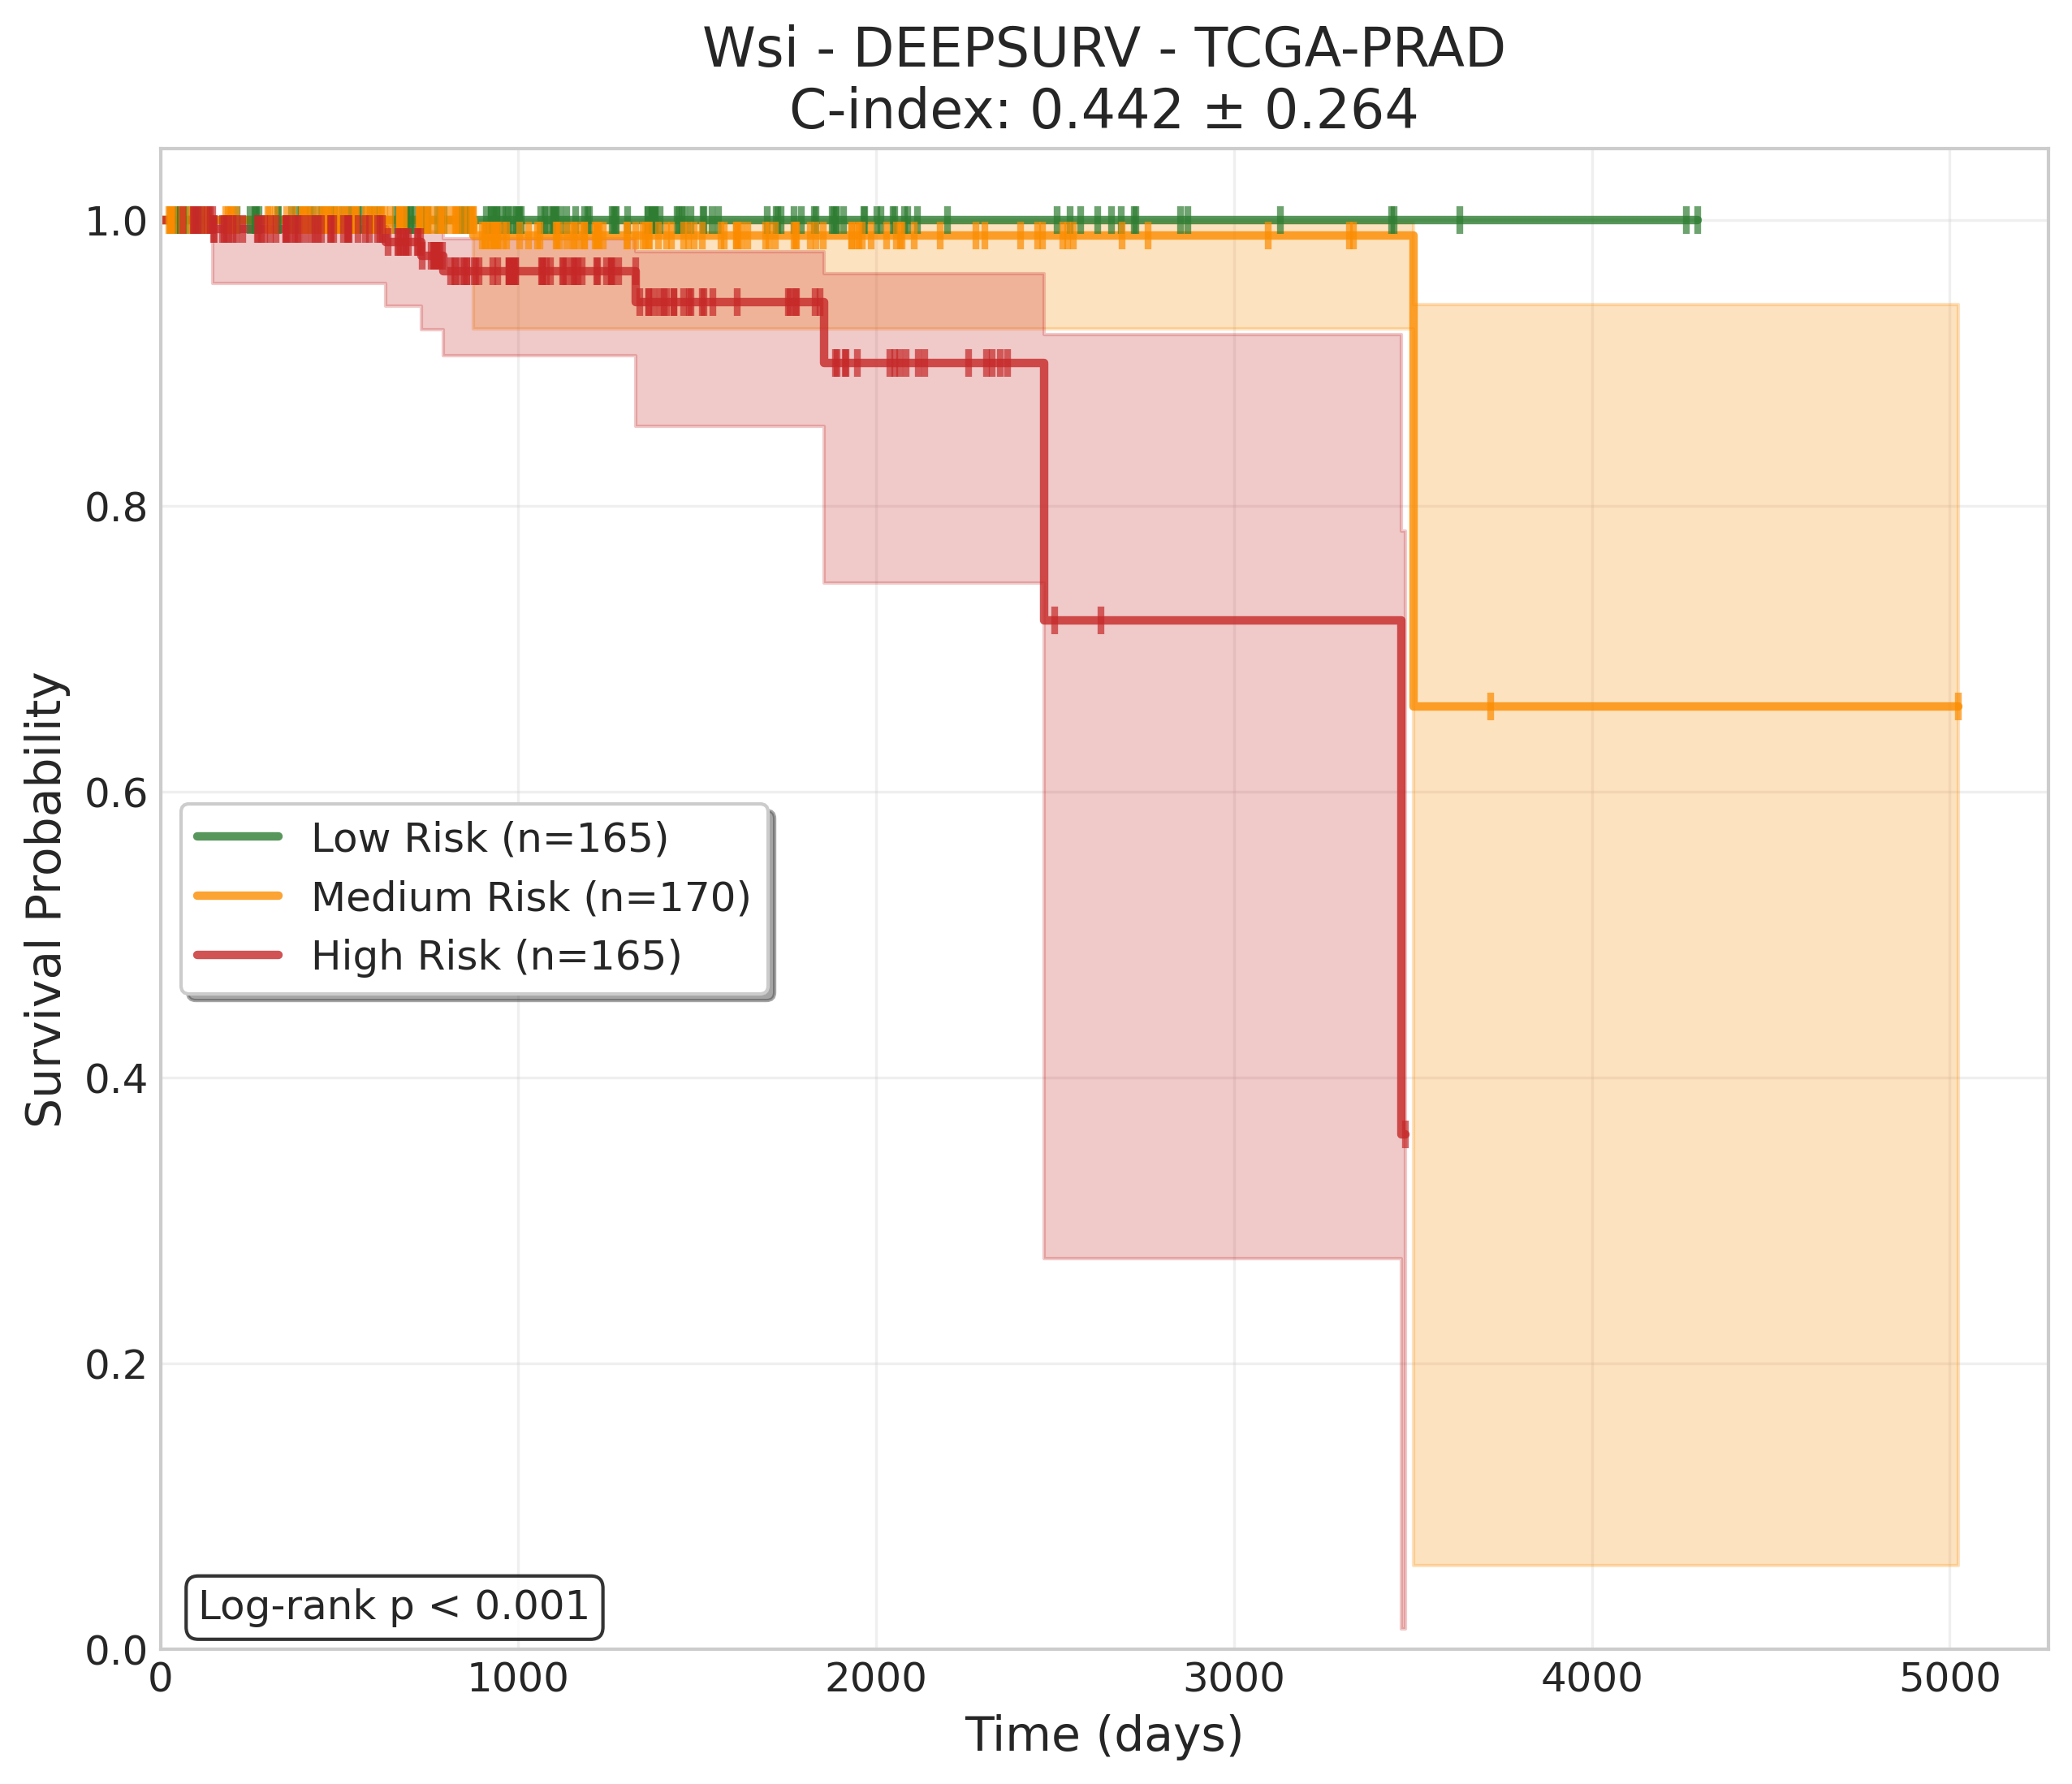 Wsi - DEEPSURV - TCGA-PRAD
C-index: 0.442 ± 0.264
Survival Probability
1.0
0.8
0.6
0.4
0.2
0.0
Low Risk (n=165)
Medium Risk (n=170)
High Risk (n=165)
Log-rank p < 0.001
0 1000 2000 3000 4000 5000
Time (days)